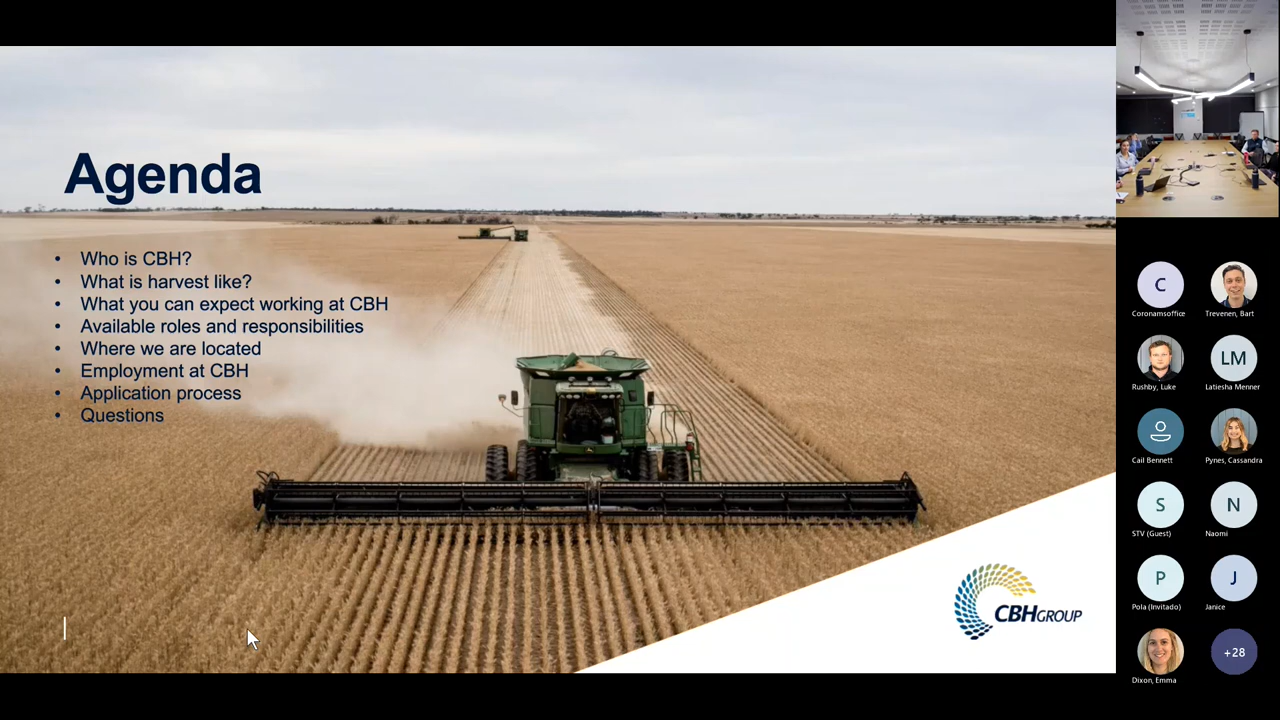 Agenda
• Who is CBH?
• What is harvest like?
• What you can expect working at CBH
• Available roles and responsibilities
• Where we are located
• Employment at CBH
• Application process
• Questions
CBHGROUP
C
Coronamsoffice
Trevenen, Bart
Rushby, Luke
LM
Latiesha Menner
Cail Bennett
Pynes, Cassandra
S
STV (Guest)
N
Naomi
P
Pola (Invitado)
J
Janice
Dixon, Emma
+28